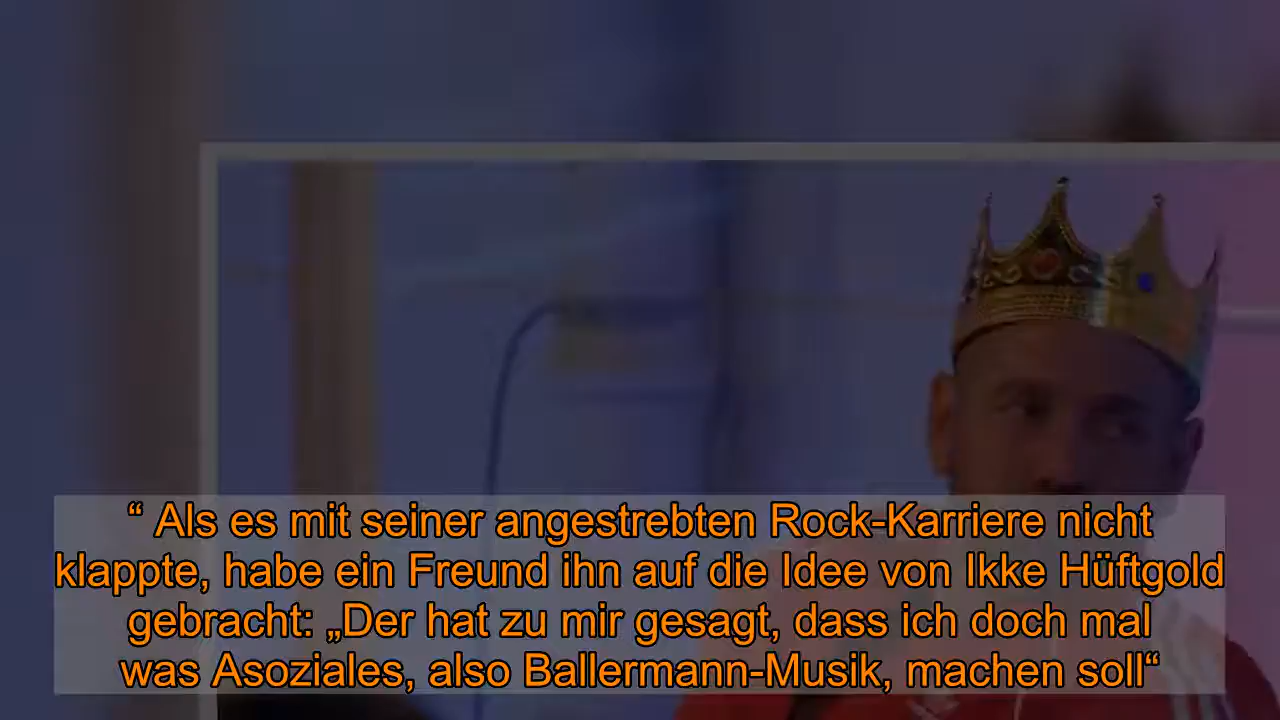 “ Als es mit seiner angestrebten Rock-Karriere nicht
klappte, habe ein Freund ihn auf die Idee von Ikke Hüftgold
gebracht: „Der hat zu mir gesagt, dass ich doch mal
was Asoziales, also Ballermann-Musik, machen soll“